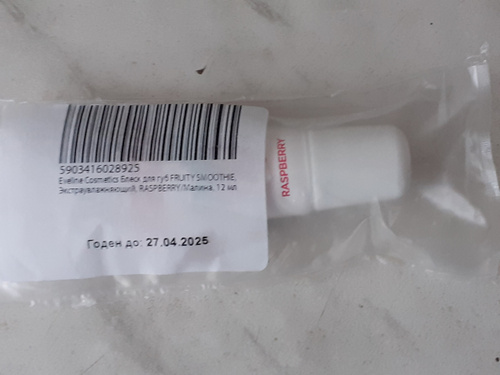 5903416028925
Eveline Cosmetics Блеск для губ FRUITY SMOOTHIE,
Экстраувлажняющий, RASPBERRY/Малина, 12 мл
Годен до: 27.04.2025
RASPBERRY